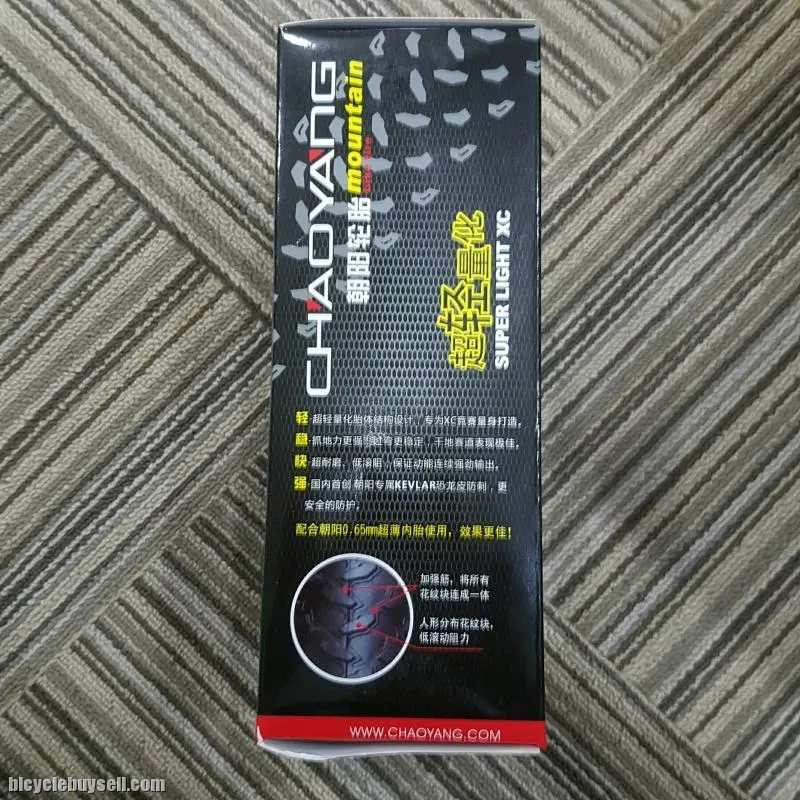 CHAOYANG
朝阳轮胎 mountain
bike tire
超轻量化
SUPER LIGHT XC
轻·超轻量化胎体结构设计，专为XC竞赛量身打造。
稳·抓地力更强，过弯更稳定，干地赛道表现极佳。
快·超耐磨、低滚阻，保证动能连续强劲输出。
强·国内首创 朝阳专属KEVLAR恐龙皮防刺，更
安全的防护。
配合朝阳0.65mm超薄内胎使用，效果更佳！
加强筋，将所有
花纹块连成一体
人形分布花纹块，
低滚动阻力
WWW.CHAOYANG.COM
bicyclebuysell.com